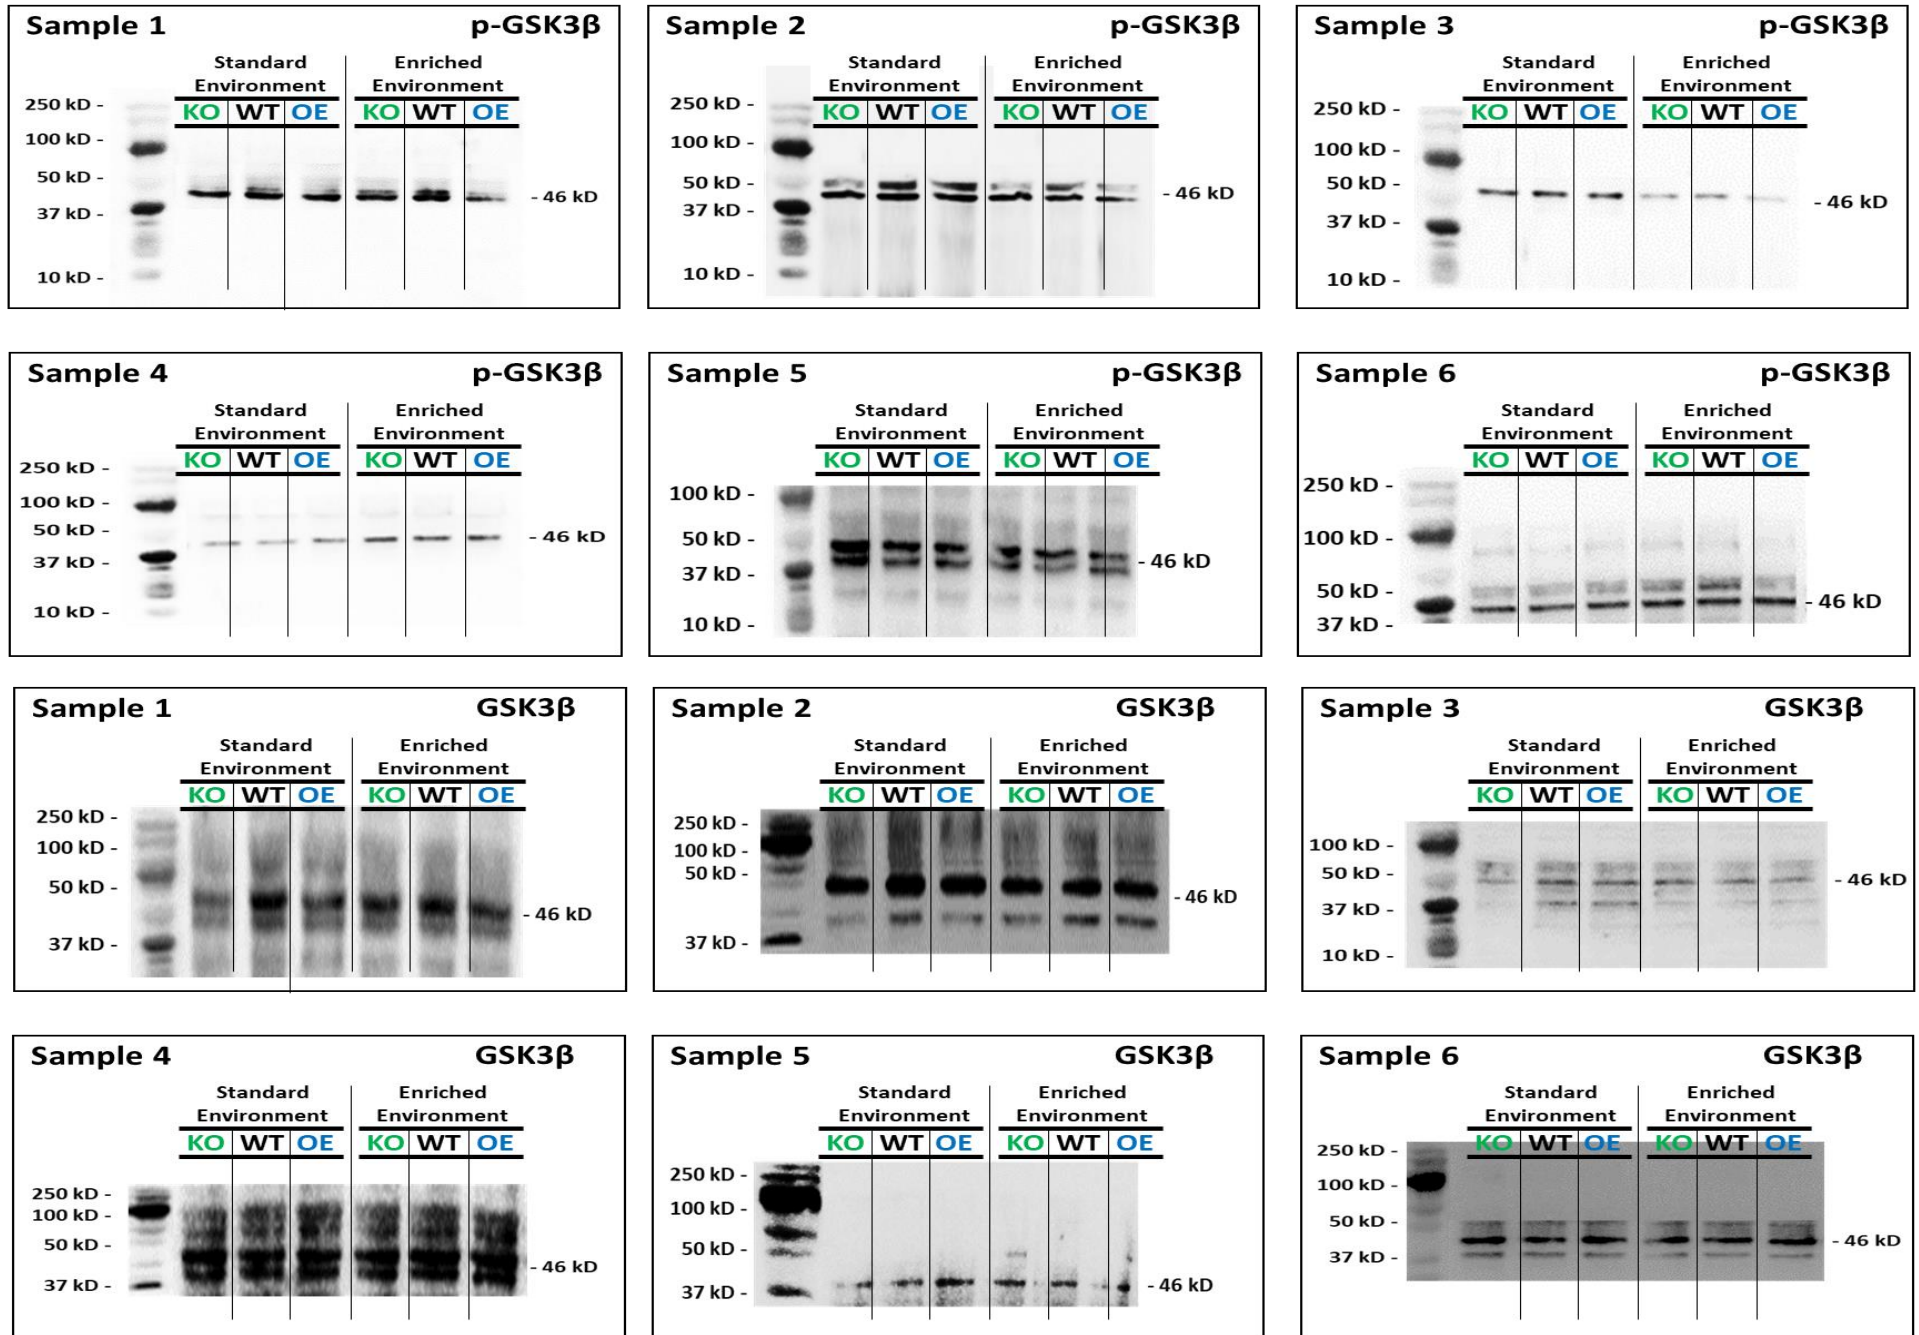 Sample 1 p-GSK3β
Standard Environment Enriched Environment
KO WT OE KO WT OE
250 kD -
100 kD -
50 kD -
37 kD -
10 kD -
- 46 kD
Sample 2 p-GSK3β
Standard Environment Enriched Environment
KO WT OE KO WT OE
250 kD -
100 kD -
50 kD -
37 kD -
10 kD -
- 46 kD
Sample 3 p-GSK3β
Standard Environment Enriched Environment
KO WT OE KO WT OE
250 kD -
100 kD -
50 kD -
37 kD -
10 kD -
- 46 kD
Sample 4 p-GSK3β
Standard Environment Enriched Environment
KO WT OE KO WT OE
250 kD -
100 kD -
50 kD -
37 kD -
10 kD -
- 46 kD
Sample 5 p-GSK3β
Standard Environment Enriched Environment
KO WT OE KO WT OE
100 kD -
50 kD -
37 kD -
10 kD -
- 46 kD
Sample 6 p-GSK3β
Standard Environment Enriched Environment
KO WT OE KO WT OE
250 kD -
100 kD -
50 kD -
37 kD -
- 46 kD
Sample 1 GSK3β
Standard Environment Enriched Environment
KO WT OE KO WT OE
250 kD -
100 kD -
50 kD -
37 kD -
- 46 kD
Sample 2 GSK3β
Standard Environment Enriched Environment
KO WT OE KO WT OE
250 kD -
100 kD -
50 kD -
37 kD -
- 46 kD
Sample 3 GSK3β
Standard Environment Enriched Environment
KO WT OE KO WT OE
100 kD -
50 kD -
37 kD -
10 kD -
- 46 kD
Sample 4 GSK3β
Standard Environment Enriched Environment
KO WT OE KO WT OE
250 kD -
100 kD -
50 kD -
37 kD -
- 46 kD
Sample 5 GSK3β
Standard Environment Enriched Environment
KO WT OE KO WT OE
250 kD -
100 kD -
50 kD -
37 kD -
- 46 kD
Sample 6 GSK3β
Standard Environment Enriched Environment
KO WT OE KO WT OE
250 kD -
100 kD -
50 kD -
37 kD -
- 46 kD